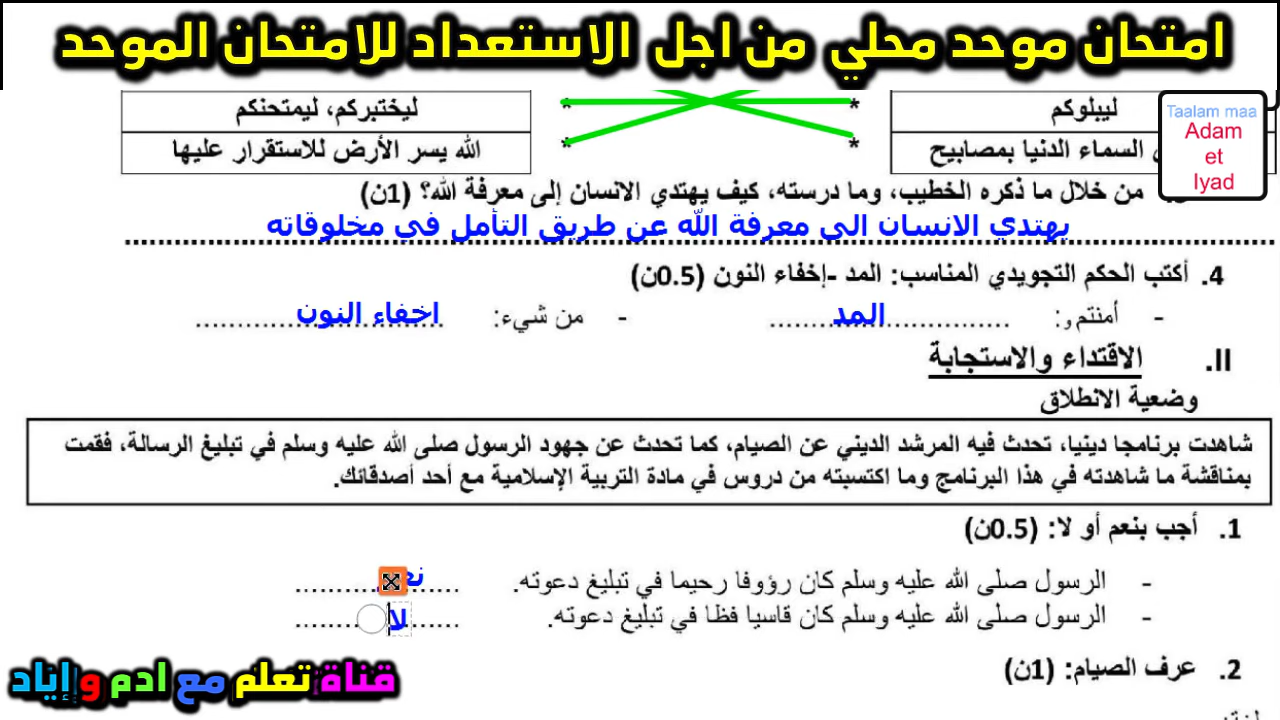 امتحان موحد محلي من اجل الاستعداد للامتحان الموحد
Taalam maa
Adam
et
Iyad
ليبلوكم * * ليختبركم، ليمتحنكم
السماء الدنيا بمصابيح * * الله يسر الأرض للاستقرار عليها
من خلال ما ذكره الخطيب، وما درسته، كيف يهتدي الانسان إلى معرفة الله؟ (1ن)
يهتدي الانسان الى معرفة الله عن طريق التأمل في مخلوقاته
4. أكتب الحكم التجويدي المناسب: المد -إخفاء النون (0.5ن)
- أمنتم و: المد - من شيء: اخفاء النون
II. الاقتداء والاستجابة
وضعية الانطلاق
شاهدت برنامجا دينيا، تحدث فيه المرشد الديني عن الصيام، كما تحدث عن جهود الرسول صلى الله عليه وسلم في تبليغ الرسالة، فقمت
بمناقشة ما شاهدته في هذا البرنامج وما اكتسبته من دروس في مادة التربية الإسلامية مع أحد أصدقائك.
1. أجب بنعم أو لا: (0.5ن)
- الرسول صلى الله عليه وسلم كان رؤوفا رحيما في تبليغ دعوته.
- الرسول صلى الله عليه وسلم كان قاسيا فظا في تبليغ دعوته. لا
2. عرف الصيام: (1ن)
قناة تعلم مع ادم وإياد